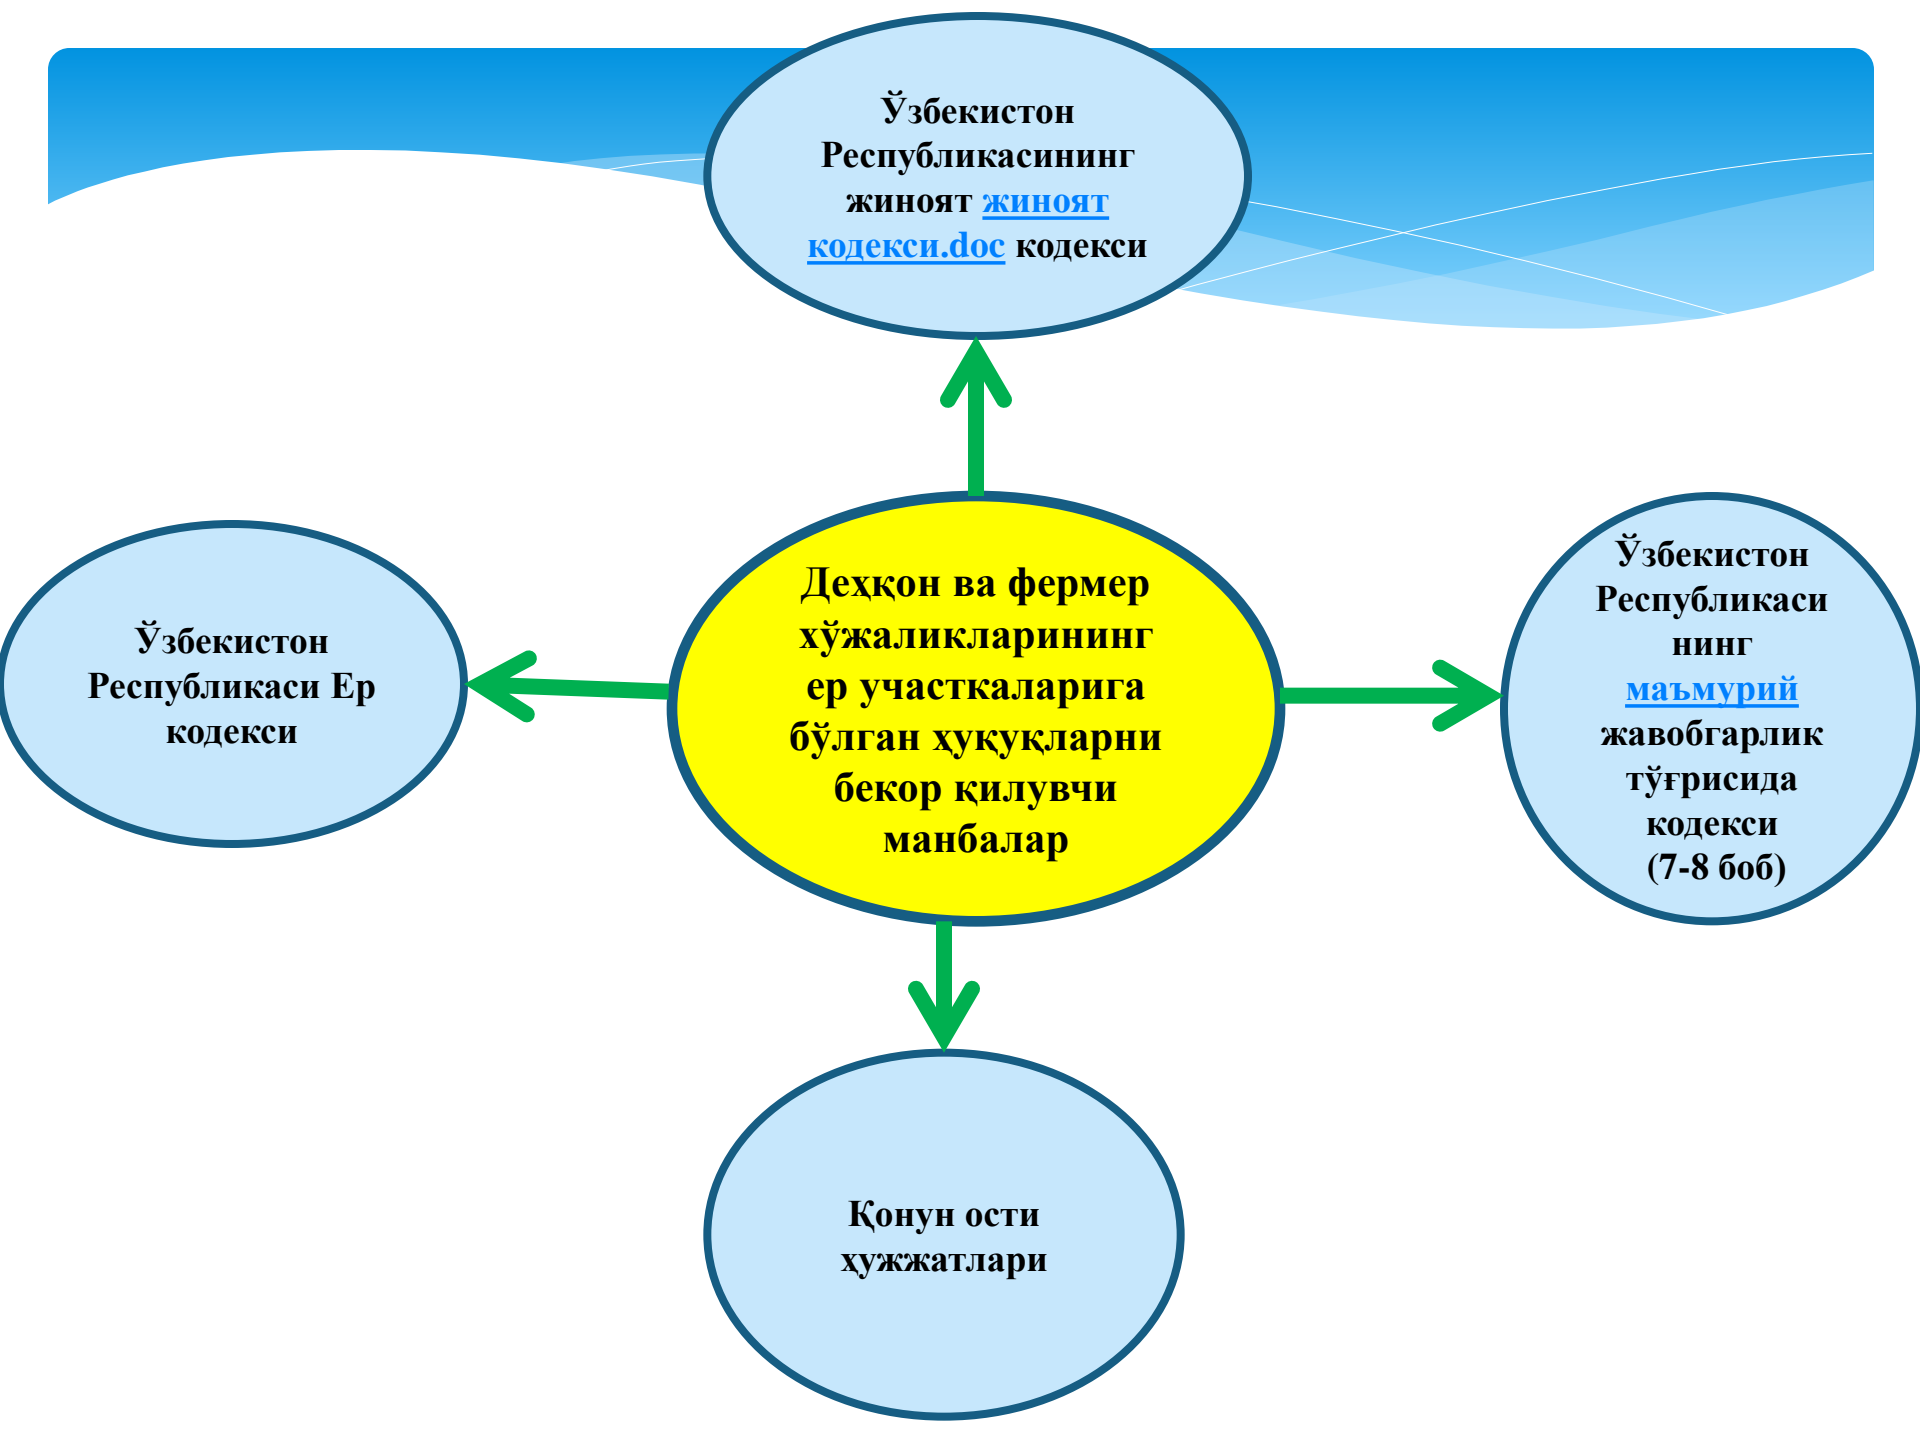 Ўзбекистон
Республикасининг
жиноят жиноят
кодекси.doc кодекси
Деҳқон ва фермер
хўжаликларининг
ер участкаларига
бўлган ҳуқуқларни
бекор қилувчи
манбалар
Ўзбекистон
Республикаси Ер
кодекси
Ўзбекистон
Республикаси
нинг
маъмурий
жавобгарлик
тўғрисида
кодекси
(7-8 боб)
Қонун ости
ҳужжатлари